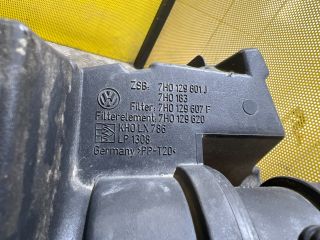 ZSB: 7H0 129 601 J
7H0 183
Filter: 7H0 129 607 F
Filterelement: 7H0 129 620
KH0 LX 786
LP 1308
Germany >PP-T20<